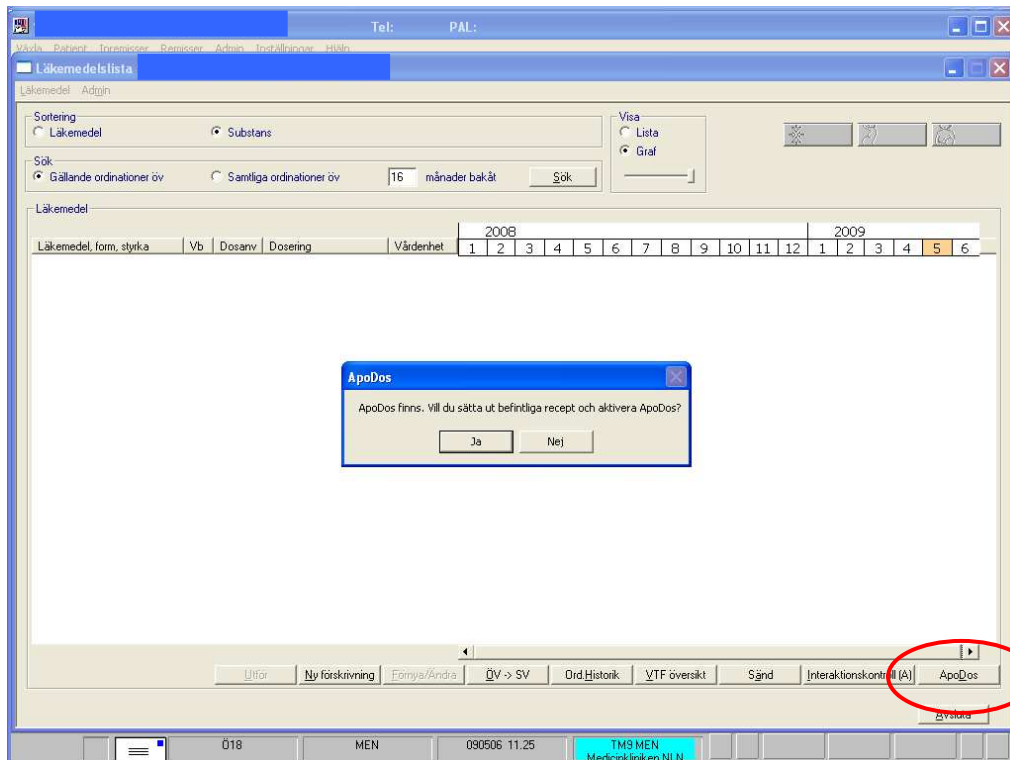 Tel: PAL:
Växla Patient Inremisser Remisser Admin Inställningar Hjälp
Läkemedelslista
Läkemedel Admin
Sortering
Läkemedel Substans
Visa
Lista
Graf
Sök
Gällande ordinationer öv Samtliga ordinationer öv 16 månader bakåt Sök
Läkemedel
2008 2009
Läkemedel, form, styrka Vb Dosanv Dosering Vårdenhet 1 2 3 4 5 6 7 8 9 10 11 12 1 2 3 4 5 6
ApoDos
ApoDos finns. Vill du sätta ut befintliga recept och aktivera ApoDos?
Ja Nej
Utför Ny förskrivning Förnya/Ändra ÖV -> SV Ord.Historik VTF översikt Sänd Interaktionskontroll (A) ApoDos
Avsluta
Ö18 MEN 090506 11.25 TM9 MEN
Medicinkliniken NLN